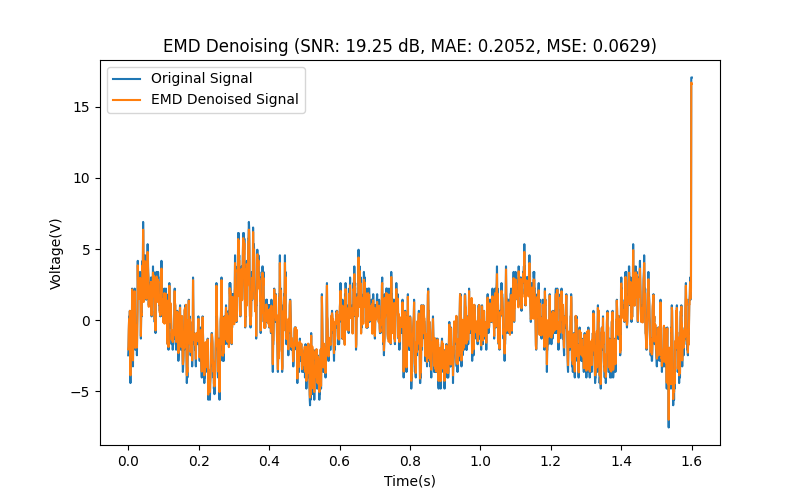 EMD Denoising (SNR: 19.25 dB, MAE: 0.2052, MSE: 0.0629)
Original Signal
EMD Denoised Signal
15
10
5
0
−5
Voltage(V)
0.0 0.2 0.4 0.6 0.8 1.0 1.2 1.4 1.6
Time(s)